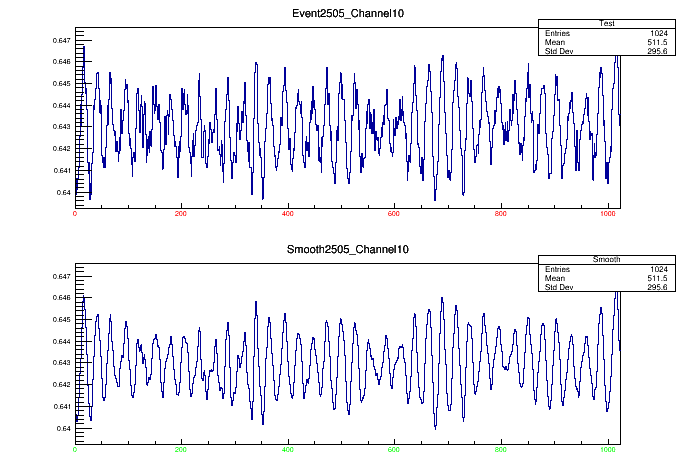 Event2505_Channel10
Test
Entries 1024
Mean 511.5
Std Dev 295.6
0.647
0.646
0.645
0.644
0.643
0.642
0.641
0.64
0 200 400 600 800 1000
Smooth2505_Channel10
Smooth
Entries 1024
Mean 511.5
Std Dev 295.6
0.647
0.646
0.645
0.644
0.643
0.642
0.641
0.64
0 200 400 600 800 1000